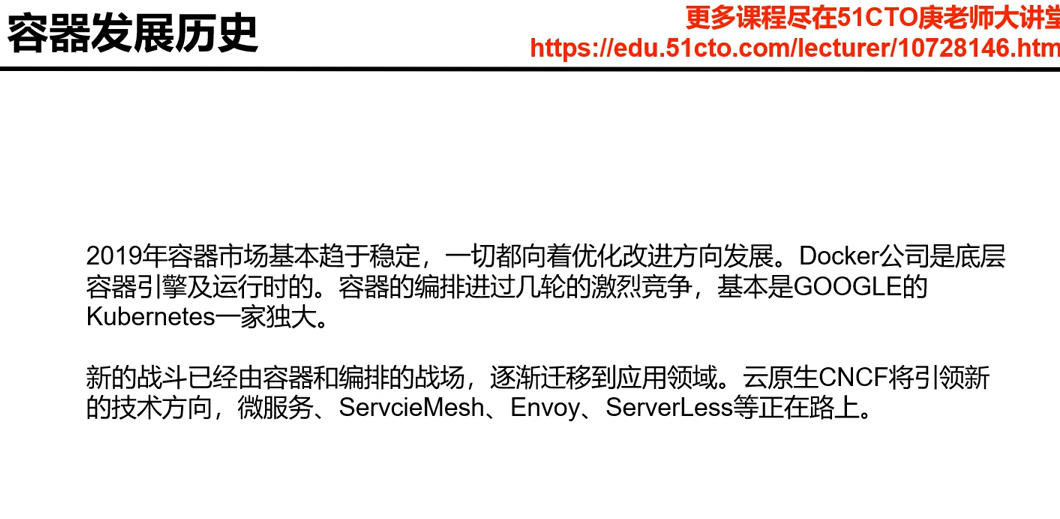 容器发展历史
更多课程尽在51CTO庚老师大讲堂
https://edu.51cto.com/lecturer/10728146.htm
2019年容器市场基本趋于稳定，一切都向着优化改进方向发展。Docker公司是底层
容器引擎及运行时的。容器的编排进过几轮的激烈竞争，基本是GOOGLE的
Kubernetes一家独大。
新的战斗已经由容器和编排的战场，逐渐迁移到应用领域。云原生CNCF将引领新
的技术方向，微服务、ServcieMesh、Envoy、ServerLess等正在路上。